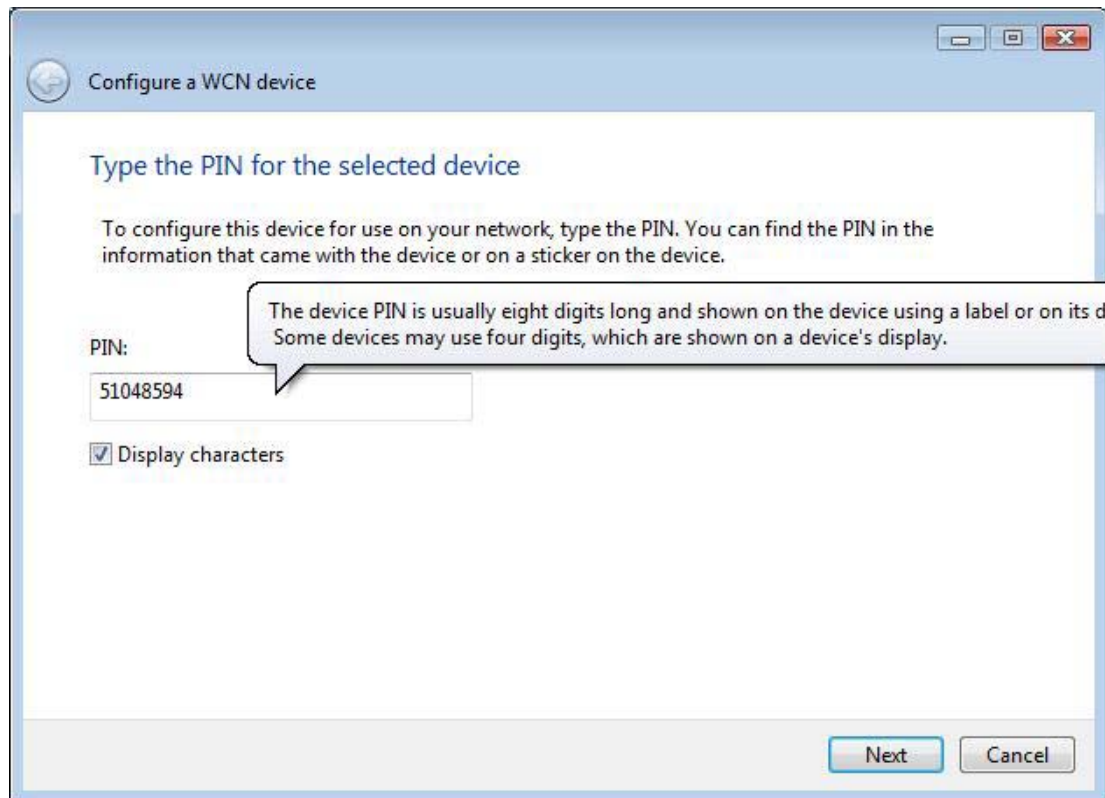 Configure a WCN device
Type the PIN for the selected device
To configure this device for use on your network, type the PIN. You can find the PIN in the
information that came with the device or on a sticker on the device.
The device PIN is usually eight digits long and shown on the device using a label or on its d
Some devices may use four digits, which are shown on a device's display.
PIN:
51048594
Display characters
Next
Cancel